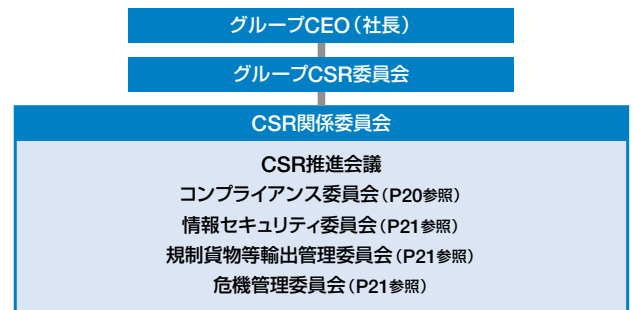 グループCEO（社長）
グループCSR委員会
CSR関係委員会
CSR推進会議
コンプライアンス委員会（P20参照）
情報セキュリティ委員会（P21参照）
規制貨物等輸出管理委員会（P21参照）
危機管理委員会（P21参照）